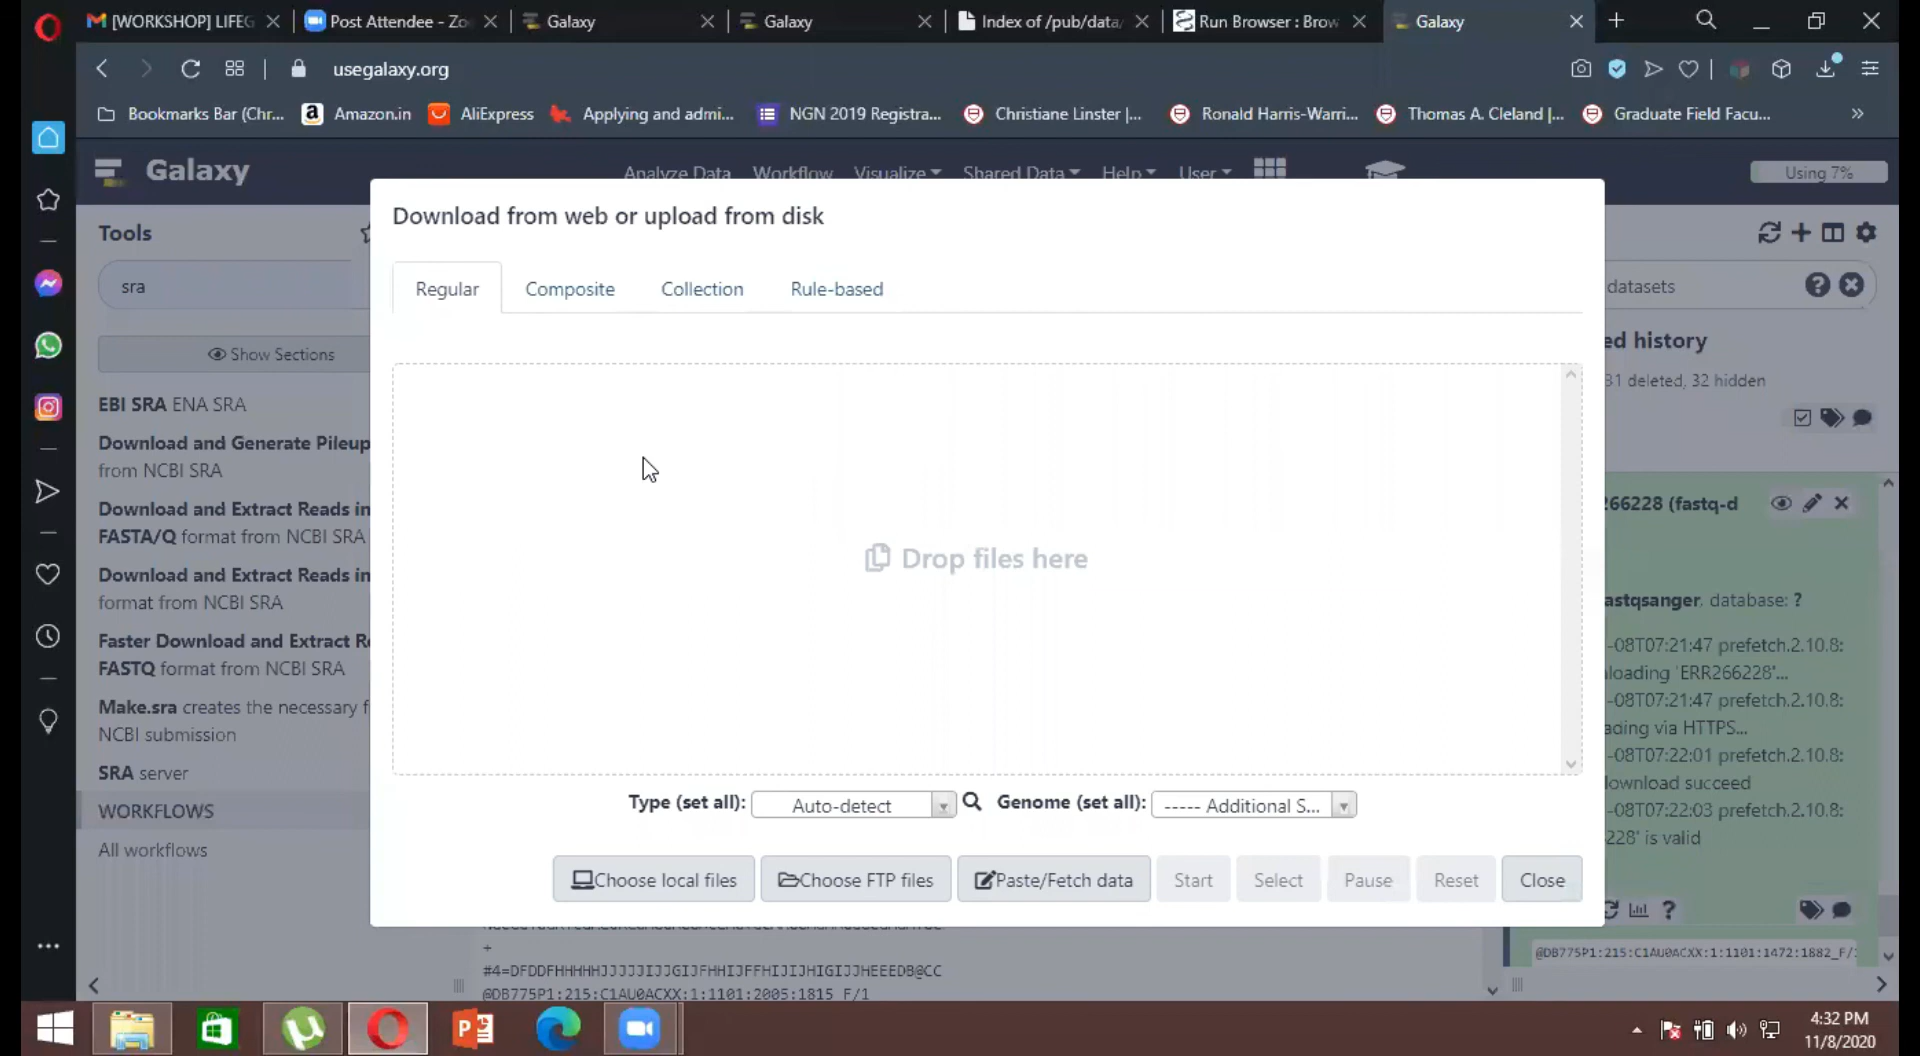 [WORKSHOP] LIFEG
Post Attendee - Zo
Galaxy
Galaxy
Index of /pub/data/
Run Browser : Brow
Galaxy
usegalaxy.org
Bookmarks Bar (Chr...
Amazon.in
AliExpress
Applying and admi...
NGN 2019 Registra...
Christiane Linster |...
Ronald Harris-Warri...
Thomas A. Cleland |...
Graduate Field Facu...
Galaxy
Analyze Data Workflow Visualize Shared Data Help User
Using 7%
Tools
sra
Show Sections
EBI SRA ENA SRA
Download and Generate Pileup
from NCBI SRA
Download and Extract Reads in
FASTA/Q format from NCBI SRA
Download and Extract Reads in
format from NCBI SRA
Faster Download and Extract Re
FASTQ format from NCBI SRA
Make.sra creates the necessary f
NCBI submission
SRA server
WORKFLOWS
All workflows
Download from web or upload from disk
Regular Composite Collection Rule-based
Drop files here
Type (set all): Auto-detect Genome (set all): ----- Additional S...
Choose local files Choose FTP files Paste/Fetch data Start Select Pause Reset Close
+
#4=DFDDFHHHHHJJJJJIJJGIJFHHIJFFHIJIJHIGIJJHEEEDB@CC
@DB775P1:215:C1AU0ACXX:1:1101:2005:1815_F/1
datasets
ed history
31 deleted, 32 hidden
266228 (fastq-d
astqsanger, database: ?
-08T07:21:47 prefetch.2.10.8:
loading 'ERR266228'...
-08T07:21:47 prefetch.2.10.8:
ading via HTTPS...
-08T07:22:01 prefetch.2.10.8:
download succeed
-08T07:22:03 prefetch.2.10.8:
228' is valid
@DB775P1:215:C1AU0ACXX:1:1101:1472:1882_F/1
4:32 PM
11/8/2020